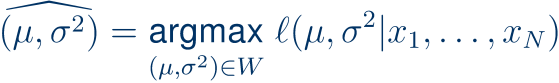 $\widehat{(\mu, \sigma^2)} = \underset{(\mu,\sigma^2)\in W}{\text{argmax}}\ \ell(\mu, \sigma^2|x_1, \ldots, x_N)$